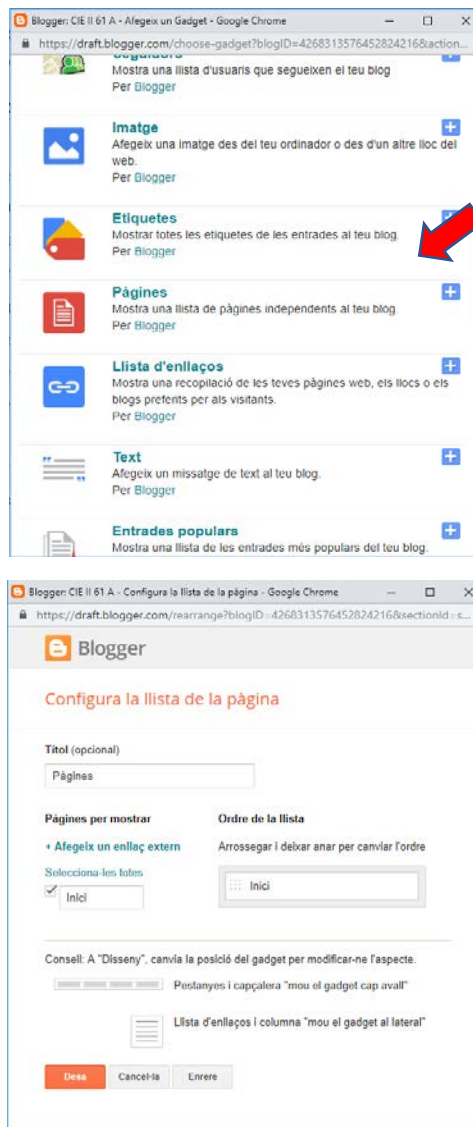 Blogger: CIE II 61 A - Afegeix un Gadget - Google Chrome
https://draft.blogger.com/choose-gadget?blogID=4268313576452824216&action...
Seguidors
Mostra una llista d'usuaris que segueixen el teu blog
Per Blogger
Imatge
Afegeix una imatge des del teu ordinador o des d'un altre lloc del
web.
Per Blogger
Etiquetes
Mostrar totes les etiquetes de les entrades al teu blog.
Per Blogger
Pàgines
Mostra una llista de pàgines independents al teu blog
Per Blogger
Llista d'enllaços
Mostra una recopilació de les teves pàgines web, els llocs o els
blogs preferits per als visitants.
Per Blogger
Text
Afegeix un missatge de text al teu blog.
Per Blogger
Entrades populars
Mostra una llista de les entrades més populars del teu blog.
Blogger: CIE II 61 A - Configura la llista de la pàgina - Google Chrome
https://draft.blogger.com/rearrange?blogID=4268313576452824216&sectionId=s...
Blogger
Configura la llista de la pàgina
Títol (opcional)
Pàgines
Pàgines per mostrar
Ordre de la llista
+ Afegeix un enllaç extern
Arrossegar i deixar anar per canviar l'ordre
Selecciona-les totes
Inici
Inici
Consell: A "Disseny", canvia la posició del gadget per modificar-ne l'aspecte.
Pestanyes i capçalera "mou el gadget cap avall"
Llista d'enllaços i columna "mou el gadget al lateral"
Desa
Cancel·la
Enrere